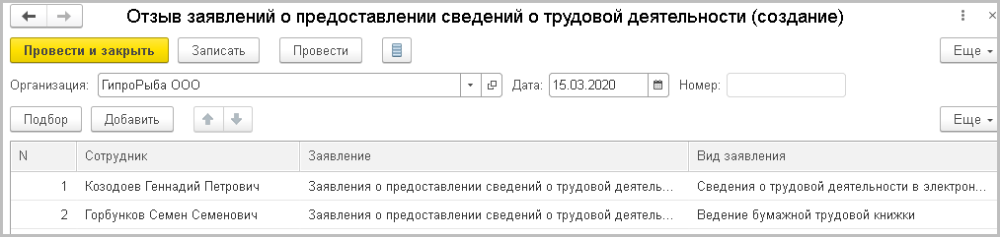 Отзыв заявлений о предоставлении сведений о трудовой деятельности (создание)
Провести и закрыть Записать Провести Еще
Организация: ГипроРыба ООО Дата: 15.03.2020 Номер:
Подбор Добавить Еще
N Сотрудник Заявление Вид заявления
1 Козодоев Геннадий Петрович Заявления о предоставлении сведений о трудовой деятель... Сведения о трудовой деятельности в электрон...
2 Горбунков Семен Семенович Заявления о предоставлении сведений о трудовой деятель... Ведение бумажной трудовой книжки